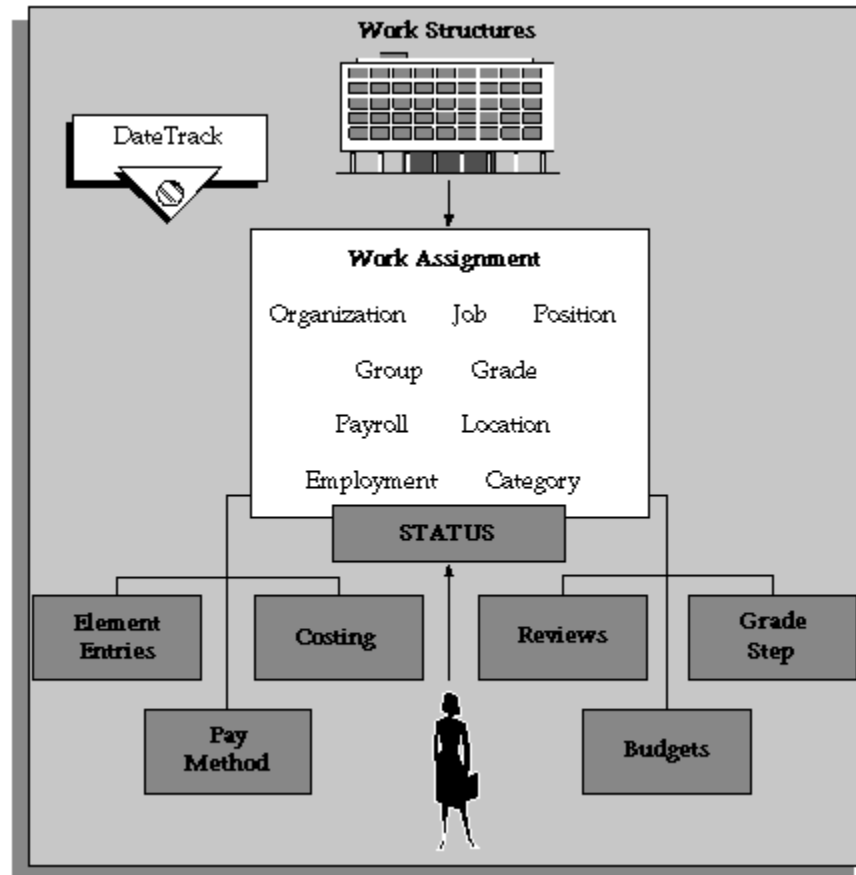 Work Structures
DateTrack
Work Assignment
Organization Job Position
Group Grade
Payroll Location
Employment Category
STATUS
Element
Entries
Costing
Reviews
Grade
Step
Pay
Method
Budgets